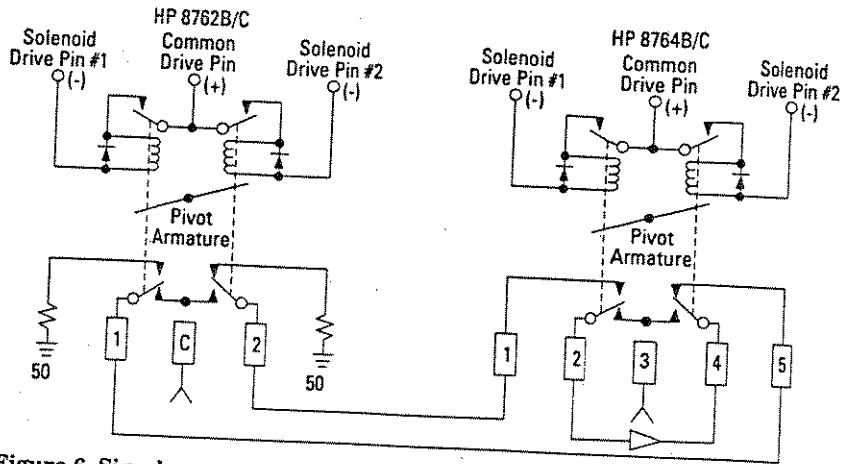 HP 8762B/C
Solenoid
Drive Pin #1
(-)
Common
Drive Pin
(+)
Solenoid
Drive Pin #2
(-)
Pivot
Armature
50
1
C
2
50
HP 8764B/C
Solenoid
Drive Pin #1
(-)
Common
Drive Pin
(+)
Solenoid
Drive Pin #2
(-)
Pivot
Armature
1
2
3
4
5
Figure 6.